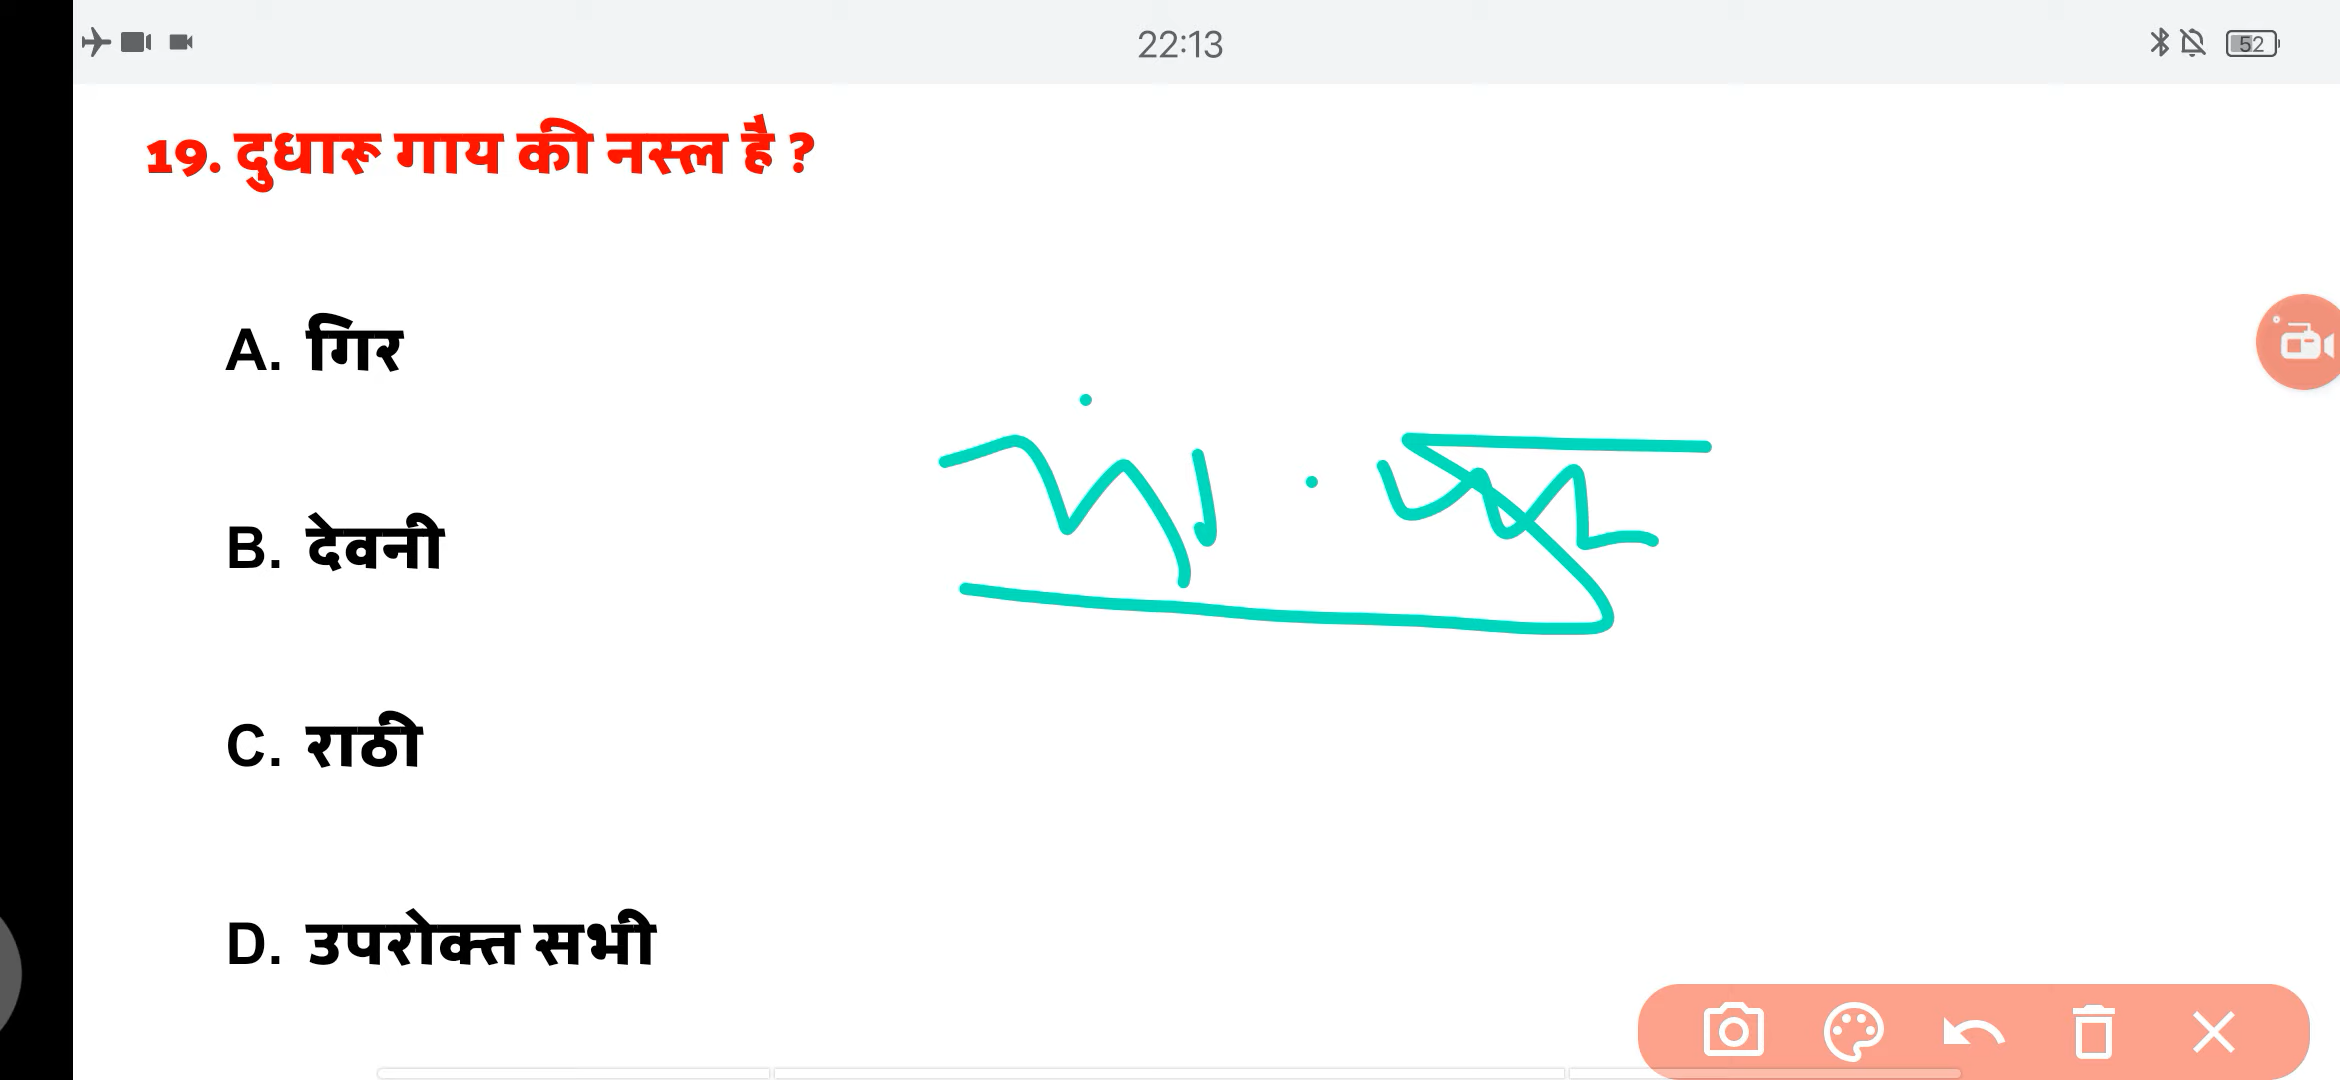 22:13
52
19. दुधारू गाय की नस्ल है ?
A. गिर
B. देवनी
C. राठी
D. उपरोक्त सभी